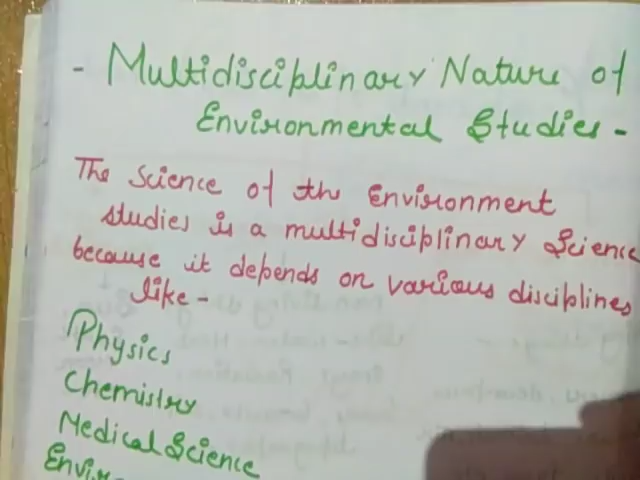 - Multidisciplinary Nature of
Environmental Studies -
The Science of the Environment
studies is a multidisciplinary Science
because it depends on various disciplines
like -
Physics
Chemistry
Medical Science